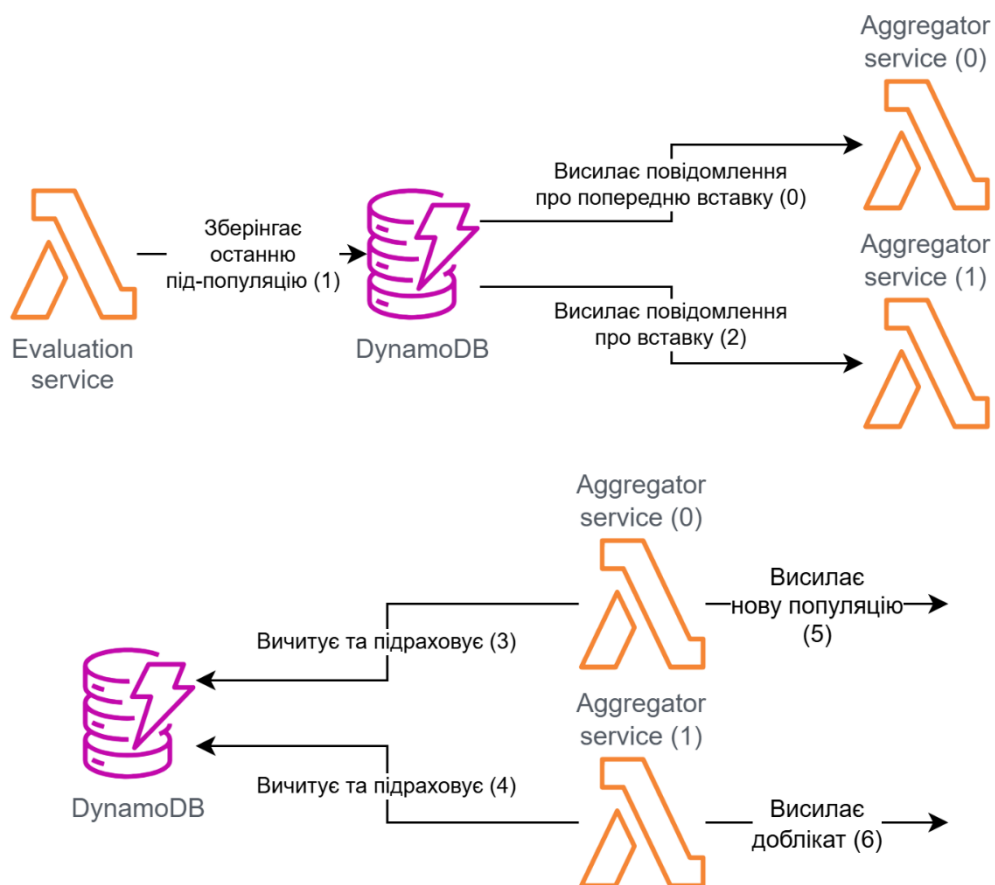 Aggregator
service (0)
Висилає повідомлення
про попередню вставку (0)
Зберінгає
останню
під-популяцію (1)
Aggregator
service (1)
Висилає повідомлення
про вставку (2)
Evaluation
service
DynamoDB
Aggregator
service (0)
Висилає
нову популяцію
(5)
Вичитує та підраховує (3)
Aggregator
service (1)
Вичитує та підраховує (4)
DynamoDB
Висилає
доблікат (6)